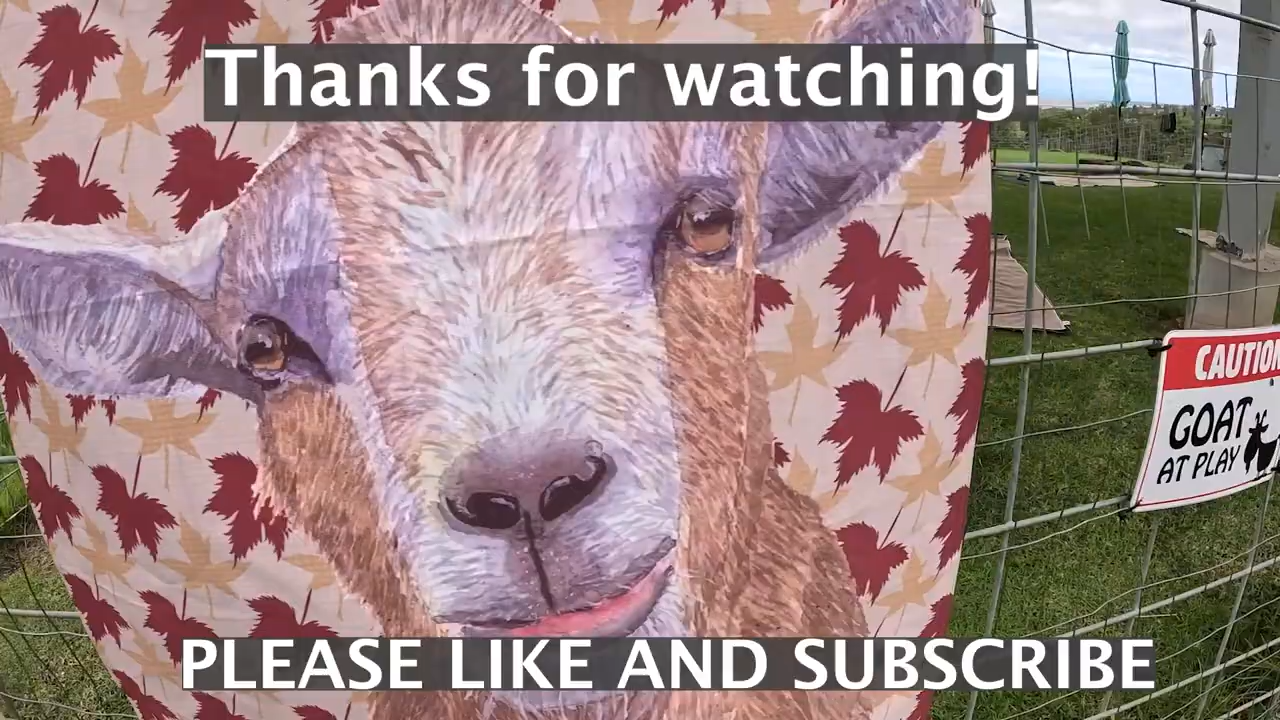 Thanks for watching!
CAUTION
GOAT
AT PLAY
PLEASE LIKE AND SUBSCRIBE